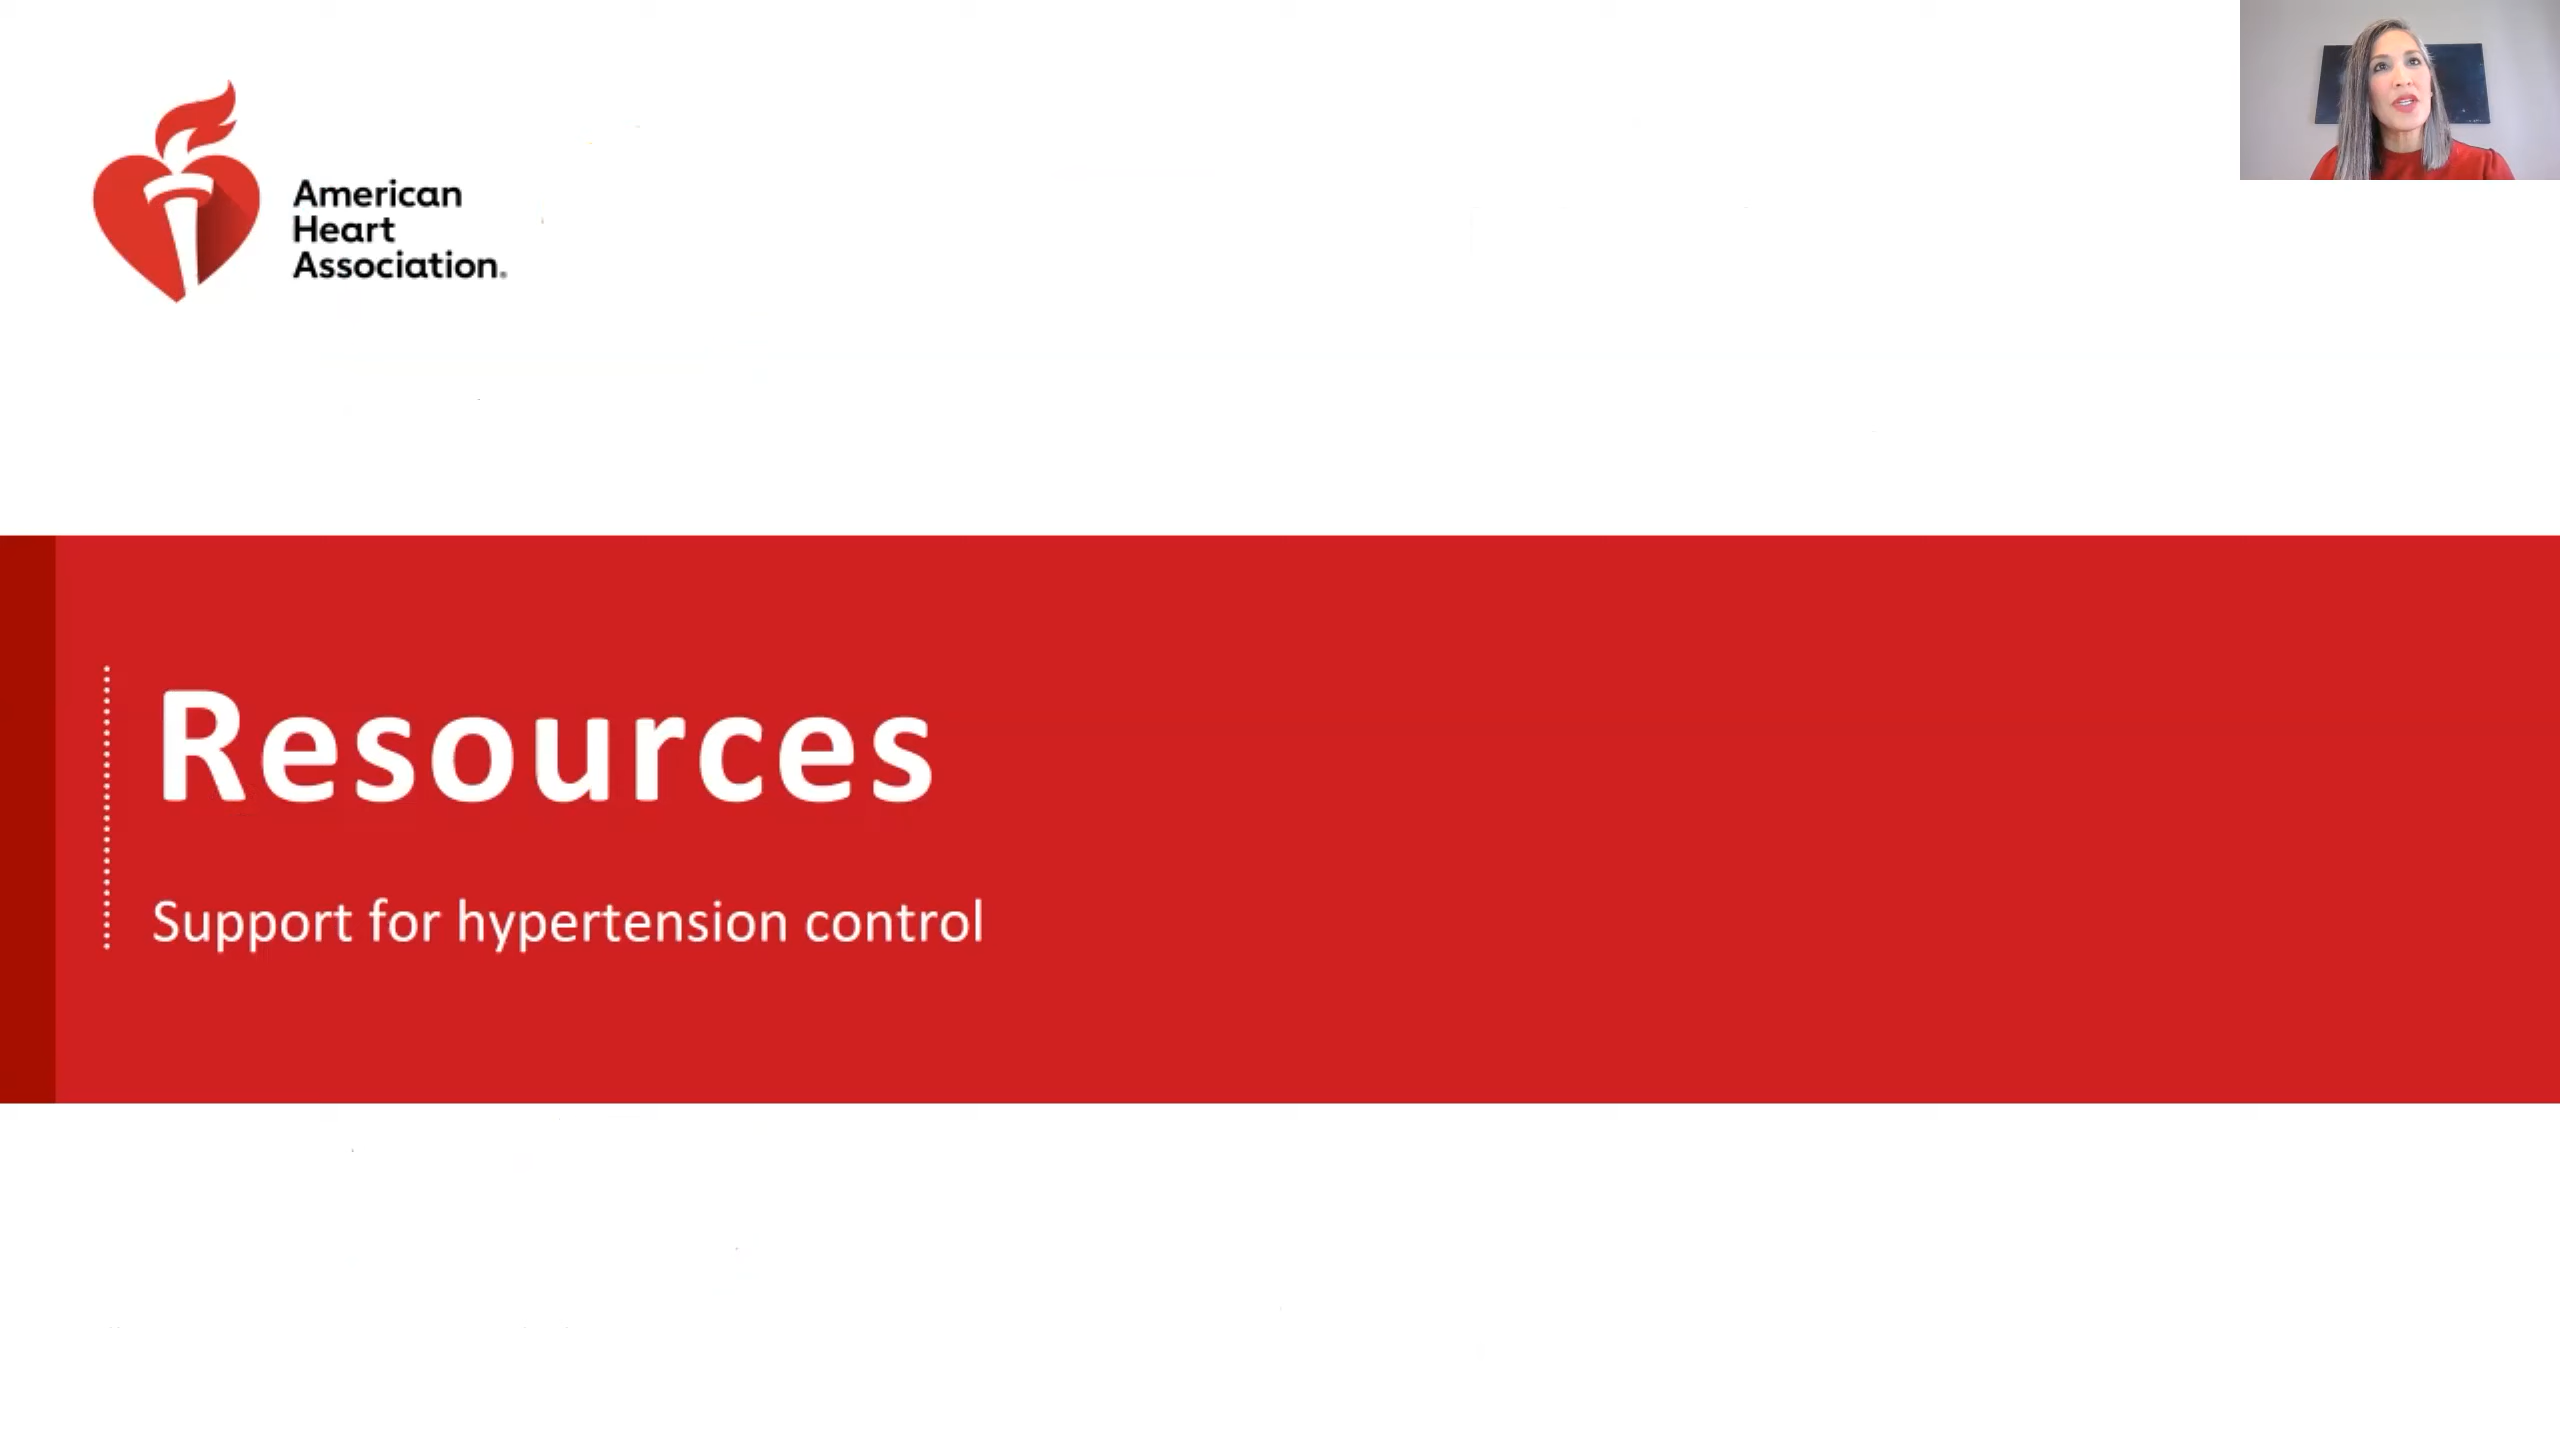 American
Heart
Association®
Resources
Support for hypertension control